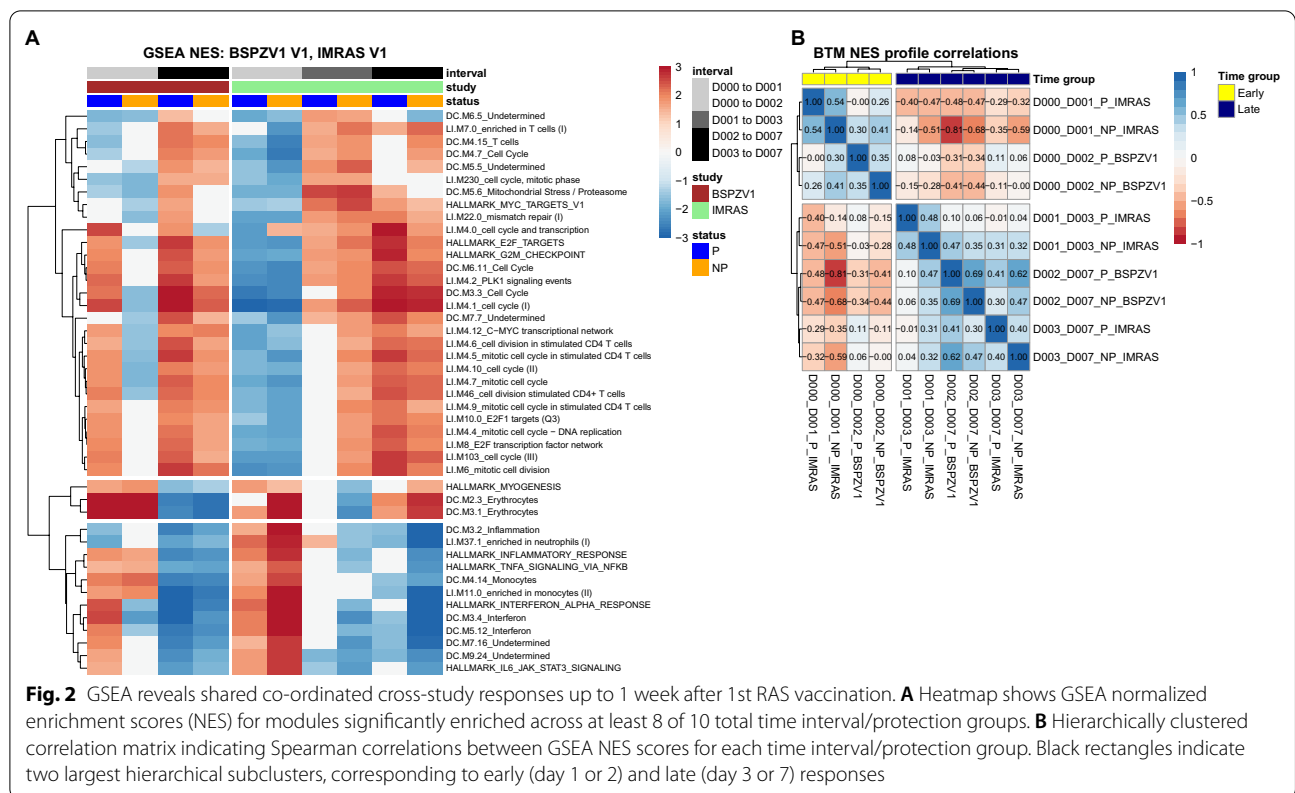 A
GSEA NES: BSPZV1 V1, IMRAS V1
interval
study
status
DC.M6.5_Undetermined
LI.M7.0_enriched in T cells (I)
DC.M4.15_T cells
DC.M4.7_Cell Cycle
DC.M5.5_Undetermined
LI.M230_cell cycle, mitotic phase
DC.M5.6_Mitochondrial Stress / Proteasome
HALLMARK_MYC_TARGETS_V1
LI.M22.0_mismatch repair (I)
LI.M4.0_cell cycle and transcription
HALLMARK_E2F_TARGETS
HALLMARK_G2M_CHECKPOINT
DC.M6.11_Cell Cycle
LI.M4.2_PLK1 signaling events
DC.M3.3_Cell Cycle
LI.M4.1_cell cycle (I)
DC.M7.7_Undetermined
LI.M4.12_C−MYC transcriptional network
LI.M4.6_cell division in stimulated CD4 T cells
LI.M4.5_mitotic cell cycle in stimulated CD4 T cells
LI.M4.10_cell cycle (II)
LI.M4.7_mitotic cell cycle
LI.M46_cell division stimulated CD4+ T cells
LI.M4.9_mitotic cell cycle in stimulated CD4 T cells
LI.M10.0_E2F1 targets (Q3)
LI.M4.4_mitotic cell cycle − DNA replication
LI.M8_E2F transcription factor network
LI.M103_cell cycle (III)
LI.M6_mitotic cell division
HALLMARK_MYOGENESIS
DC.M2.3_Erythrocytes
DC.M3.1_Erythrocytes
DC.M3.2_Inflammation
LI.M37.1_enriched in neutrophils (I)
HALLMARK_INFLAMMATORY_RESPONSE
HALLMARK_TNFA_SIGNALING_VIA_NFKB
DC.M4.14_Monocytes
LI.M11.0_enriched in monocytes (II)
HALLMARK_INTERFERON_ALPHA_RESPONSE
DC.M3.4_Interferon
DC.M5.12_Interferon
DC.M7.16_Undetermined
DC.M9.24_Undetermined
HALLMARK_IL6_JAK_STAT3_SIGNALING
3
2
1
0
−1
−2
−3
interval
D000 to D001
D000 to D002
D001 to D003
D002 to D007
D003 to D007
study
BSPZV1
IMRAS
status
P
NP
B
BTM NES profile correlations
Time group
1.00 0.54 −0.00 0.26 −0.40 −0.47 −0.48 −0.47 −0.29 −0.32 D000_D001_P_IMRAS
0.54 1.00 0.30 0.41 −0.14 −0.51 −0.81 −0.68 −0.35 −0.59 D000_D001_NP_IMRAS
−0.00 0.30 1.00 0.35 0.08 −0.03 −0.31 −0.34 0.11 0.06 D000_D002_P_BSPZV1
0.26 0.41 0.35 1.00 −0.15 −0.28 −0.41 −0.44 −0.11 −0.00 D000_D002_NP_BSPZV1
−0.40 −0.14 0.08 −0.15 1.00 0.48 0.10 0.06 −0.01 0.04 D001_D003_P_IMRAS
−0.47 −0.51 −0.03 −0.28 0.48 1.00 0.47 0.35 0.31 0.32 D001_D003_NP_IMRAS
−0.48 −0.81 −0.31 −0.41 0.10 0.47 1.00 0.69 0.41 0.62 D002_D007_P_BSPZV1
−0.47 −0.68 −0.34 −0.44 0.06 0.35 0.69 1.00 0.30 0.47 D002_D007_NP_BSPZV1
−0.29 −0.35 0.11 −0.11 −0.01 0.31 0.41 0.30 1.00 0.40 D003_D007_P_IMRAS
−0.32 −0.59 0.06 −0.00 0.04 0.32 0.62 0.47 0.40 1.00 D003_D007_NP_IMRAS
D000_D001_P_IMRAS
D000_D001_NP_IMRAS
D000_D002_P_BSPZV1
D000_D002_NP_BSPZV1
D001_D003_P_IMRAS
D001_D003_NP_IMRAS
D002_D007_P_BSPZV1
D002_D007_NP_BSPZV1
D003_D007_P_IMRAS
D003_D007_NP_IMRAS
1
0.5
0
−0.5
−1
Time group
Early
Late
Fig. 2 GSEA reveals shared co-ordinated cross-study responses up to 1 week after 1st RAS vaccination. A Heatmap shows GSEA normalized
enrichment scores (NES) for modules significantly enriched across at least 8 of 10 total time interval/protection groups. B Hierarchically clustered
correlation matrix indicating Spearman correlations between GSEA NES scores for each time interval/protection group. Black rectangles indicate
two largest hierarchical subclusters, corresponding to early (day 1 or 2) and late (day 3 or 7) responses